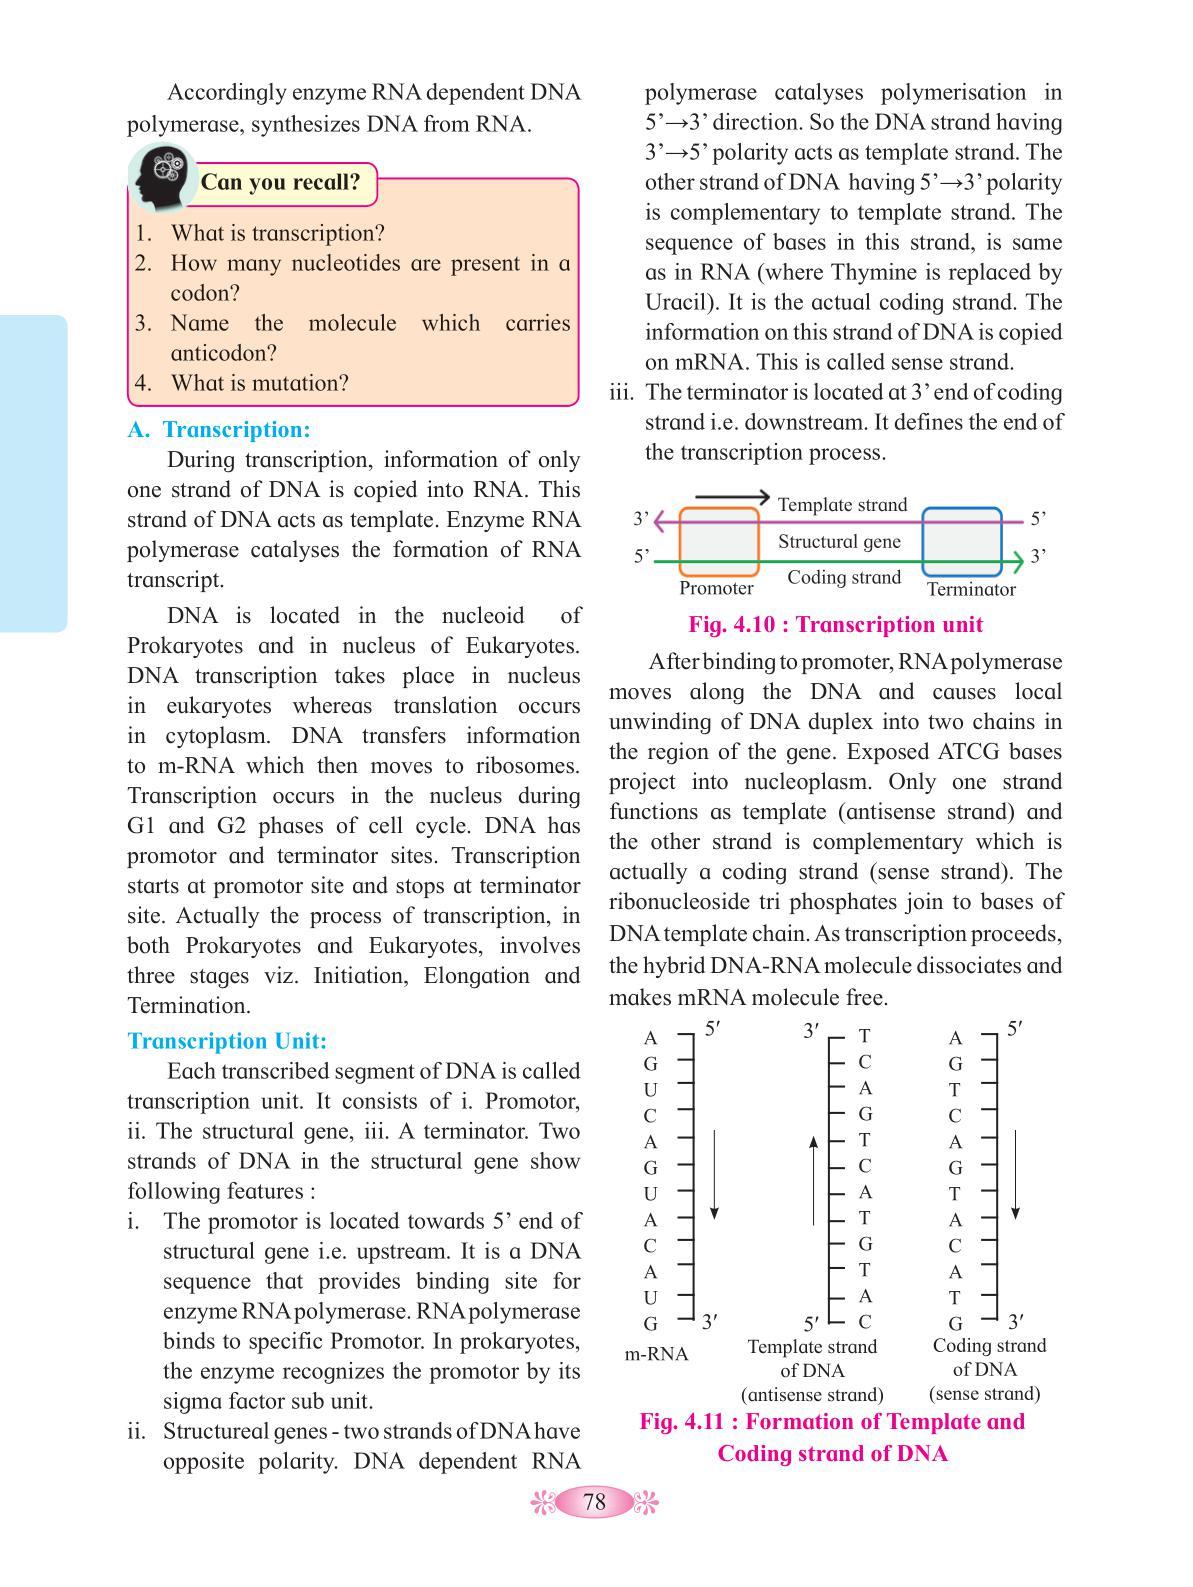 Accordingly enzyme RNA dependent DNA
polymerase, synthesizes DNA from RNA.
Can you recall?
1. What is transcription?
2. How many nucleotides are present in a
codon?
3. Name the molecule which carries
anticodon?
4. What is mutation?
A. Transcription:
During transcription, information of only
one strand of DNA is copied into RNA. This
strand of DNA acts as template. Enzyme RNA
polymerase catalyses the formation of RNA
transcript.
DNA is located in the nucleoid of
Prokaryotes and in nucleus of Eukaryotes.
DNA transcription takes place in nucleus
in eukaryotes whereas translation occurs
in cytoplasm. DNA transfers information
to m-RNA which then moves to ribosomes.
Transcription occurs in the nucleus during
G1 and G2 phases of cell cycle. DNA has
promotor and terminator sites. Transcription
starts at promotor site and stops at terminator
site. Actually the process of transcription, in
both Prokaryotes and Eukaryotes, involves
three stages viz. Initiation, Elongation and
Termination.
Transcription Unit:
Each transcribed segment of DNA is called
transcription unit. It consists of i. Promotor,
ii. The structural gene, iii. A terminator. Two
strands of DNA in the structural gene show
following features :
i. The promotor is located towards 5’ end of
structural gene i.e. upstream. It is a DNA
sequence that provides binding site for
enzyme RNA polymerase. RNA polymerase
binds to specific Promotor. In prokaryotes,
the enzyme recognizes the promotor by its
sigma factor sub unit.
ii. Structureal genes - two strands of DNA have
opposite polarity. DNA dependent RNA
polymerase catalyses polymerisation in
5’→3’ direction. So the DNA strand having
3’→5’ polarity acts as template strand. The
other strand of DNA having 5’→3’ polarity
is complementary to template strand. The
sequence of bases in this strand, is same
as in RNA (where Thymine is replaced by
Uracil). It is the actual coding strand. The
information on this strand of DNA is copied
on mRNA. This is called sense strand.
iii. The terminator is located at 3’ end of coding
strand i.e. downstream. It defines the end of
the transcription process.
Template strand
3’ 5’
Structural gene
5’ 3’
Coding strand
Promoter Terminator
Fig. 4.10 : Transcription unit
After binding to promoter, RNA polymerase
moves along the DNA and causes local
unwinding of DNA duplex into two chains in
the region of the gene. Exposed ATCG bases
project into nucleoplasm. Only one strand
functions as template (antisense strand) and
the other strand is complementary which is
actually a coding strand (sense strand). The
ribonucleoside tri phosphates join to bases of
DNA template chain. As transcription proceeds,
the hybrid DNA-RNA molecule dissociates and
makes mRNA molecule free.
A 5′ 3′ T A 5′
G C G
U A T
C G C
A T A
G C G
U A T
A T A
C G C
A T A
U A T
G 3′ 5′ C G 3′
m-RNA
Template strand
of DNA
(antisense strand)
Coding strand
of DNA
(sense strand)
Fig. 4.11 : Formation of Template and
Coding strand of DNA
78